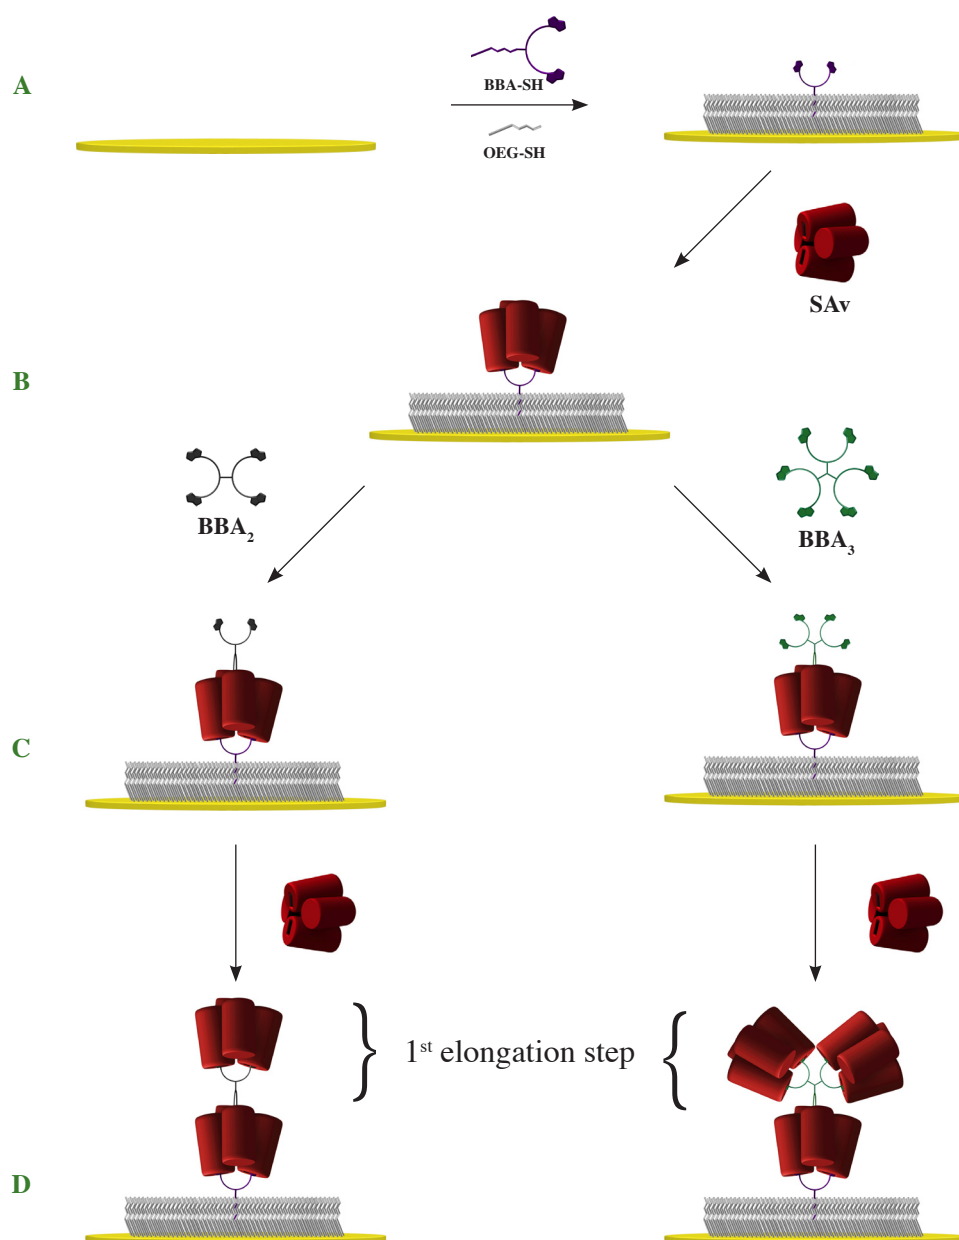 A
BBA-SH
OEG-SH
SAv
B
BBA₂
BBA₃
C
1ˢᵗ elongation step
D